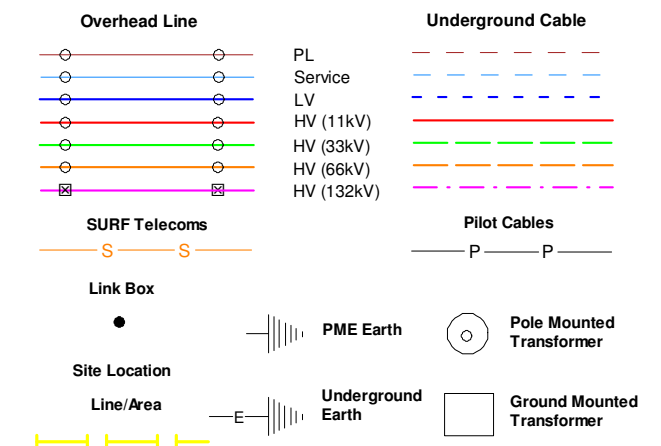 Overhead Line
Underground Cable
PL
Service
LV
HV (11kV)
HV (33kV)
HV (66kV)
HV (132kV)
SURF Telecoms
S S
Pilot Cables
P P
Link Box
PME Earth
Pole Mounted
Transformer
Site Location
Line/Area
E
Underground
Earth
Ground Mounted
Transformer